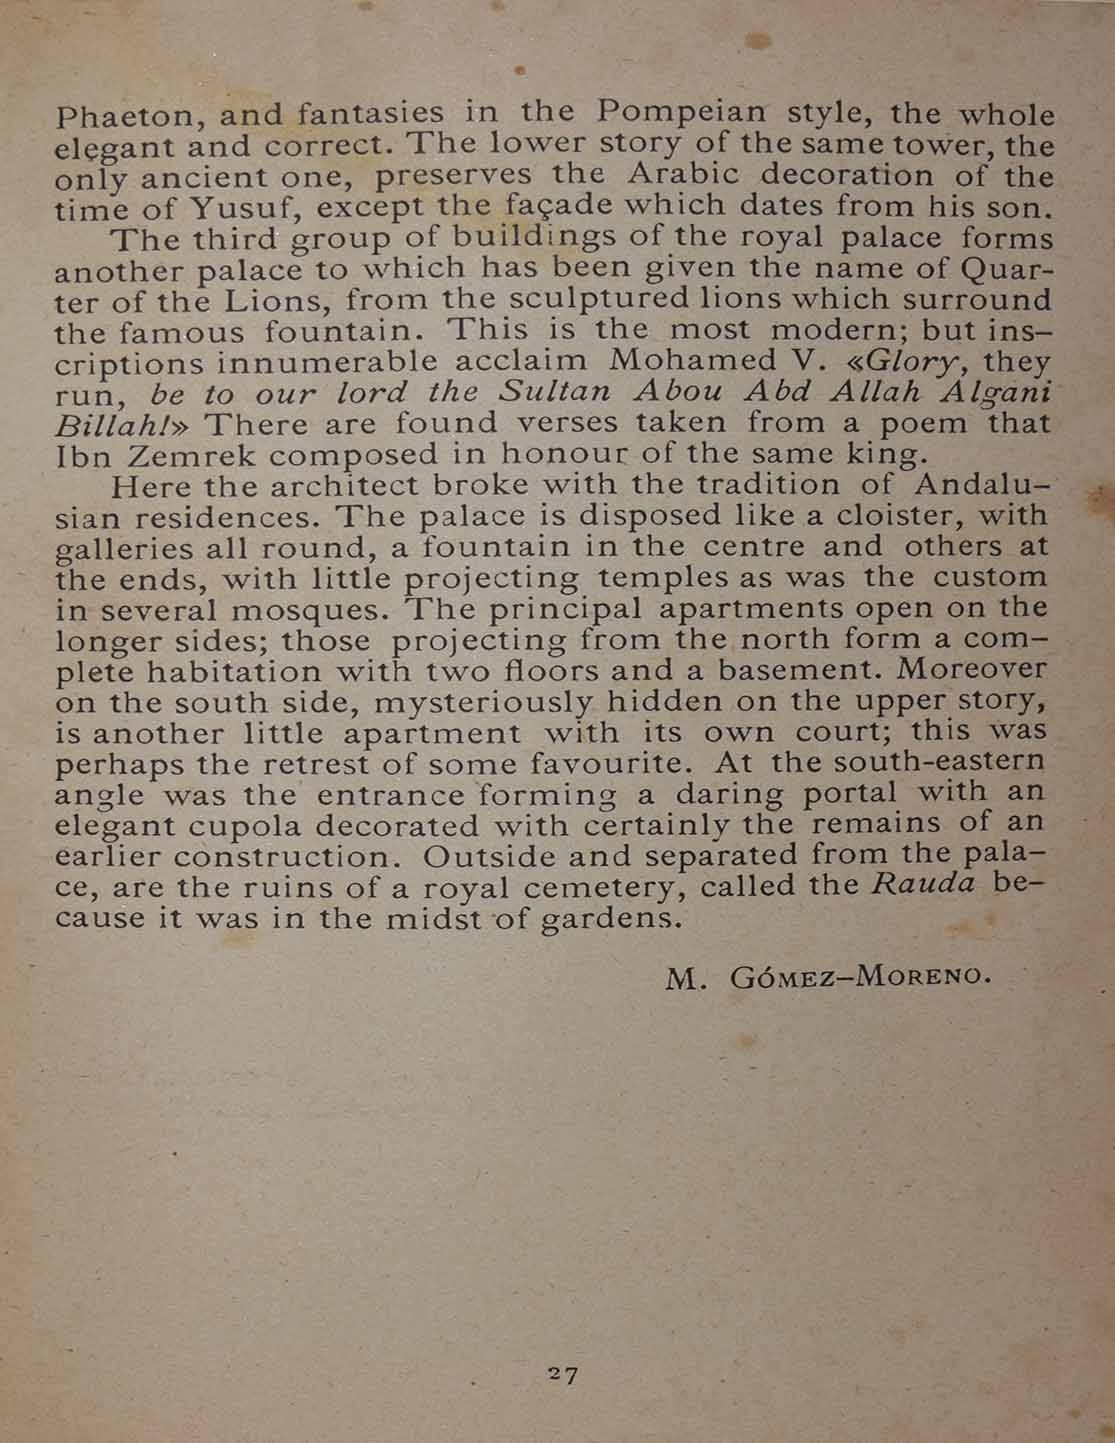 Phaeton, and fantasies in the Pompeian style, the whole
elegant and correct. The lower story of the same tower, the
only ancient one, preserves the Arabic decoration of the
time of Yusuf, except the façade which dates from his son.
The third group of buildings of the royal palace forms
another palace to which has been given the name of Quar-
ter of the Lions, from the sculptured lions which surround
the famous fountain. This is the most modern; but ins-
criptions innumerable acclaim Mohamed V. «Glory, they
run, be to our lord the Sultan Abou Abd Allah Algani
Billah!» There are found verses taken from a poem that
Ibn Zemrek composed in honour of the same king.
Here the architect broke with the tradition of Andalu-
sian residences. The palace is disposed like a cloister, with
galleries all round, a fountain in the centre and others at
the ends, with little projecting temples as was the custom
in several mosques. The principal apartments open on the
longer sides; those projecting from the north form a com-
plete habitation with two floors and a basement. Moreover
on the south side, mysteriously hidden on the upper story,
is another little apartment with its own court; this was
perhaps the retrest of some favourite. At the south-eastern
angle was the entrance forming a daring portal with an
elegant cupola decorated with certainly the remains of an
earlier construction. Outside and separated from the pala-
ce, are the ruins of a royal cemetery, called the Rauda be-
cause it was in the midst of gardens.
M. Gómez-Moreno.
27